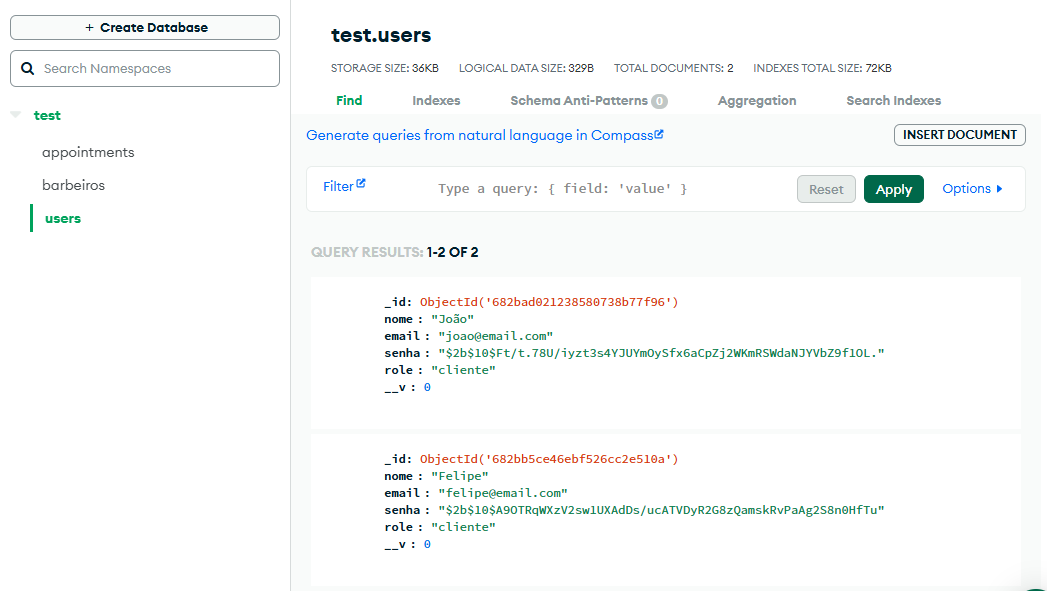 + Create Database
Search Namespaces
test
appointments
barbeiros
users
test.users
STORAGE SIZE: 36KB LOGICAL DATA SIZE: 329B TOTAL DOCUMENTS: 2 INDEXES TOTAL SIZE: 72KB
Find Indexes Schema Anti-Patterns 0 Aggregation Search Indexes
Generate queries from natural language in Compass
INSERT DOCUMENT
Filter Type a query: { field: 'value' } Reset Apply Options
QUERY RESULTS: 1-2 OF 2
_id: ObjectId('682bad021238580738b77f96')
nome : "João"
email : "joao@email.com"
senha : "$2b$10$Ft/t.78U/iyzt3s4YJUYmOySfx6aCpZj2WKmRSWdaNJYVbZ9f1OL."
role : "cliente"
__v : 0
_id: ObjectId('682bb5ce46ebf526cc2e510a')
nome : "Felipe"
email : "felipe@email.com"
senha : "$2b$10$A9OTRqWXzV2sw1UXAdDs/ucATVDyR2G8zQamskRvPaAg2S8n0HfTu"
role : "cliente"
__v : 0